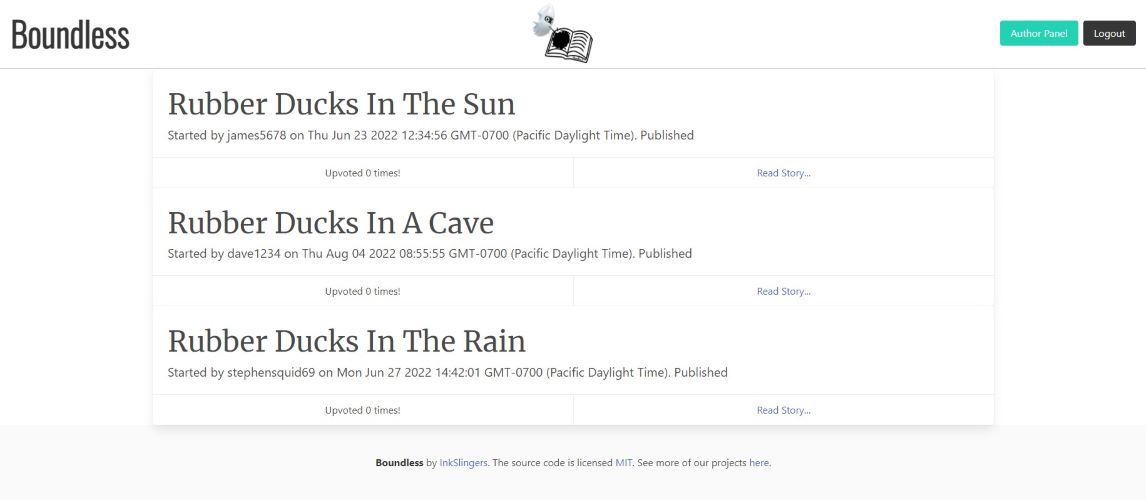 Boundless
Author Panel
Logout
Rubber Ducks In The Sun
Started by james5678 on Thu Jun 23 2022 12:34:56 GMT-0700 (Pacific Daylight Time). Published
Upvoted 0 times!
Read Story...
Rubber Ducks In A Cave
Started by dave1234 on Thu Aug 04 2022 08:55:55 GMT-0700 (Pacific Daylight Time). Published
Upvoted 0 times!
Read Story...
Rubber Ducks In The Rain
Started by stephensquid69 on Mon Jun 27 2022 14:42:01 GMT-0700 (Pacific Daylight Time). Published
Upvoted 0 times!
Read Story...
Boundless by InkSlingers. The source code is licensed MIT. See more of our projects here.